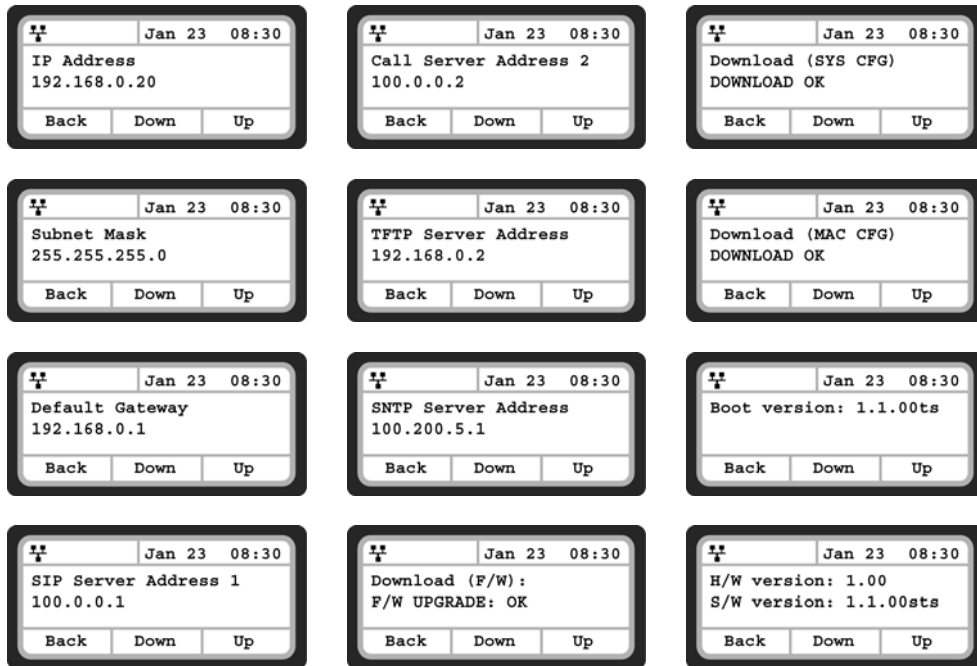 Jan 23 08:30
IP Address
192.168.0.20
Back Down Up
Jan 23 08:30
Subnet Mask
255.255.255.0
Back Down Up
Jan 23 08:30
Default Gateway
192.168.0.1
Back Down Up
Jan 23 08:30
SIP Server Address 1
100.0.0.1
Back Down Up
Jan 23 08:30
Call Server Address 2
100.0.0.2
Back Down Up
Jan 23 08:30
TFTP Server Address
192.168.0.2
Back Down Up
Jan 23 08:30
SNTP Server Address
100.200.5.1
Back Down Up
Jan 23 08:30
Download (F/W):
F/W UPGRADE: OK
Back Down Up
Jan 23 08:30
Download (SYS CFG)
DOWNLOAD OK
Back Down Up
Jan 23 08:30
Download (MAC CFG)
DOWNLOAD OK
Back Down Up
Jan 23 08:30
Boot version: 1.1.00ts
Back Down Up
Jan 23 08:30
H/W version: 1.00
S/W version: 1.1.00sts
Back Down Up